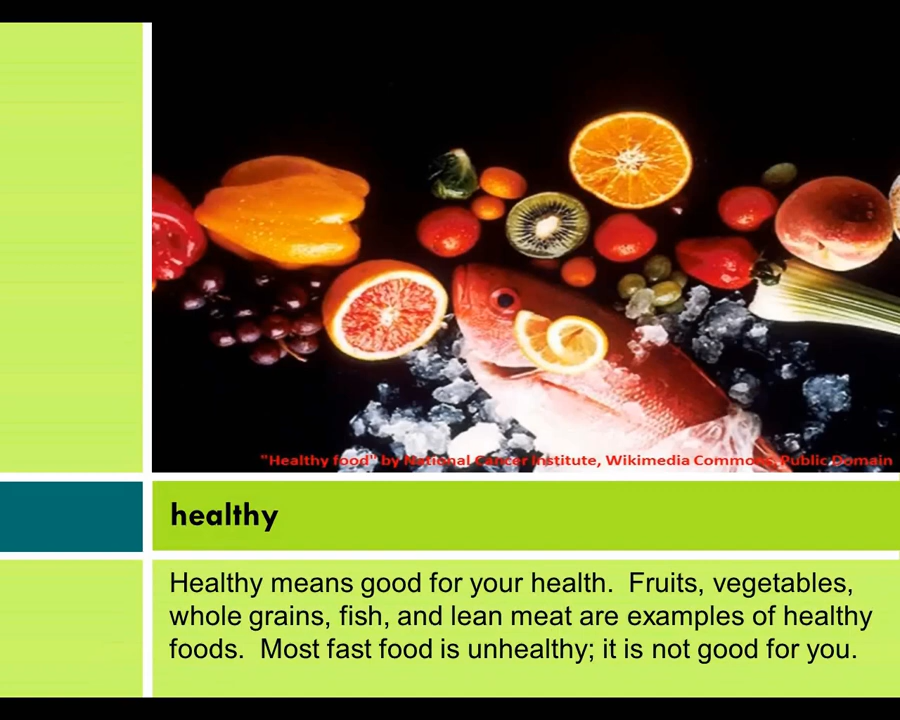 "Healthy food" by National Cancer Institute, Wikimedia Commons, Public Domain
healthy
Healthy means good for your health.  Fruits, vegetables,
whole grains, fish, and lean meat are examples of healthy
foods.  Most fast food is unhealthy; it is not good for you.